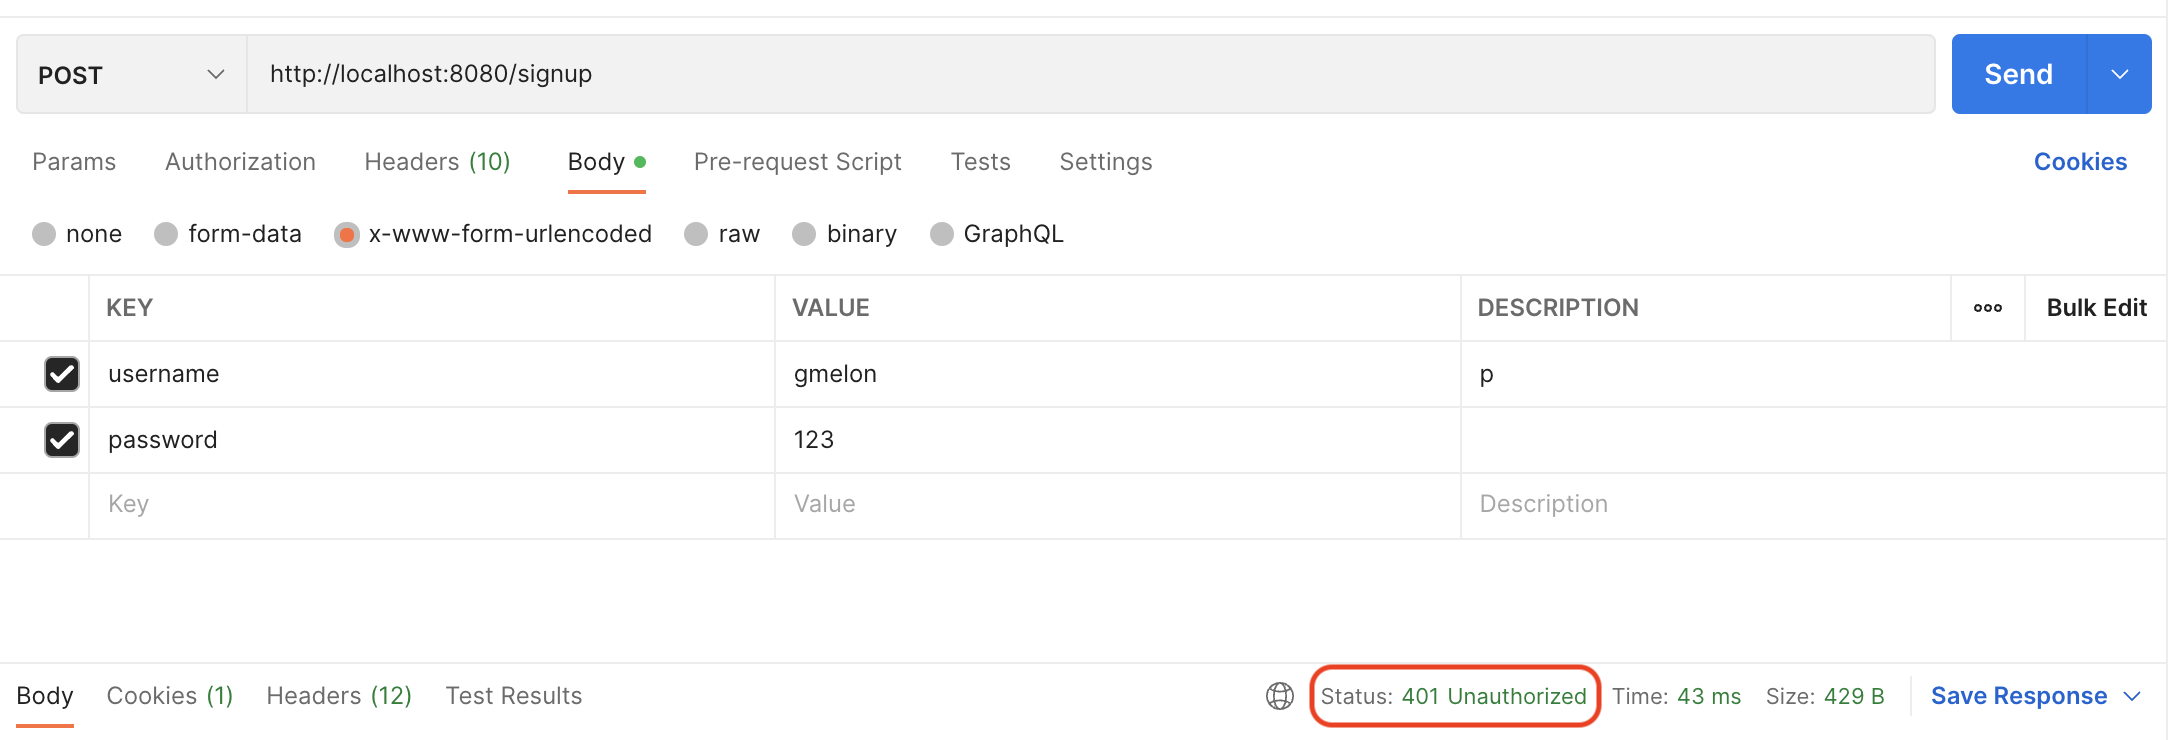 POST http://localhost:8080/signup Send
Params Authorization Headers (10) Body Pre-request Script Tests Settings Cookies
none form-data x-www-form-urlencoded raw binary GraphQL
KEY VALUE DESCRIPTION ooo Bulk Edit
username gmelon p
password 123
Key Value Description
Body Cookies (1) Headers (12) Test Results Status: 401 Unauthorized Time: 43 ms Size: 429 B Save Response